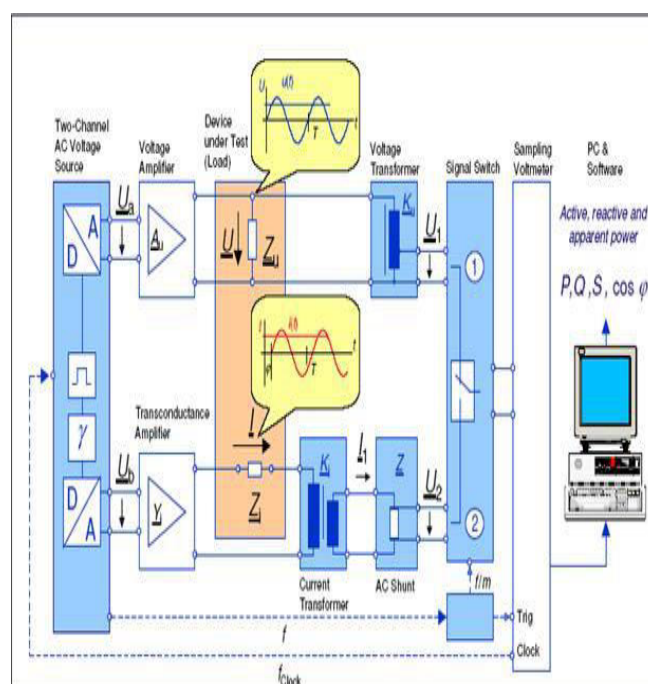 Two-Channel
AC Voltage
Source
Voltage
Amplifier
Device
under Test
(Load)
Voltage
Transformer
Signal Switch
Sampling
Voltmeter
PC &
Software
U
u(t)
T
t
D
A
U_a
A_u
U
Z_u
K_u
U_1
1
Active, reactive and
apparent power
P,Q,S, cos φ
I
i(t)
φ
T
t
γ
Transconductance
Amplifier
D
A
U_b
I
Z_i
K_i
I_1
Z
U_2
2
Current
Transformer
AC Shunt
f/m
f
Trig
Clock
f_Clock